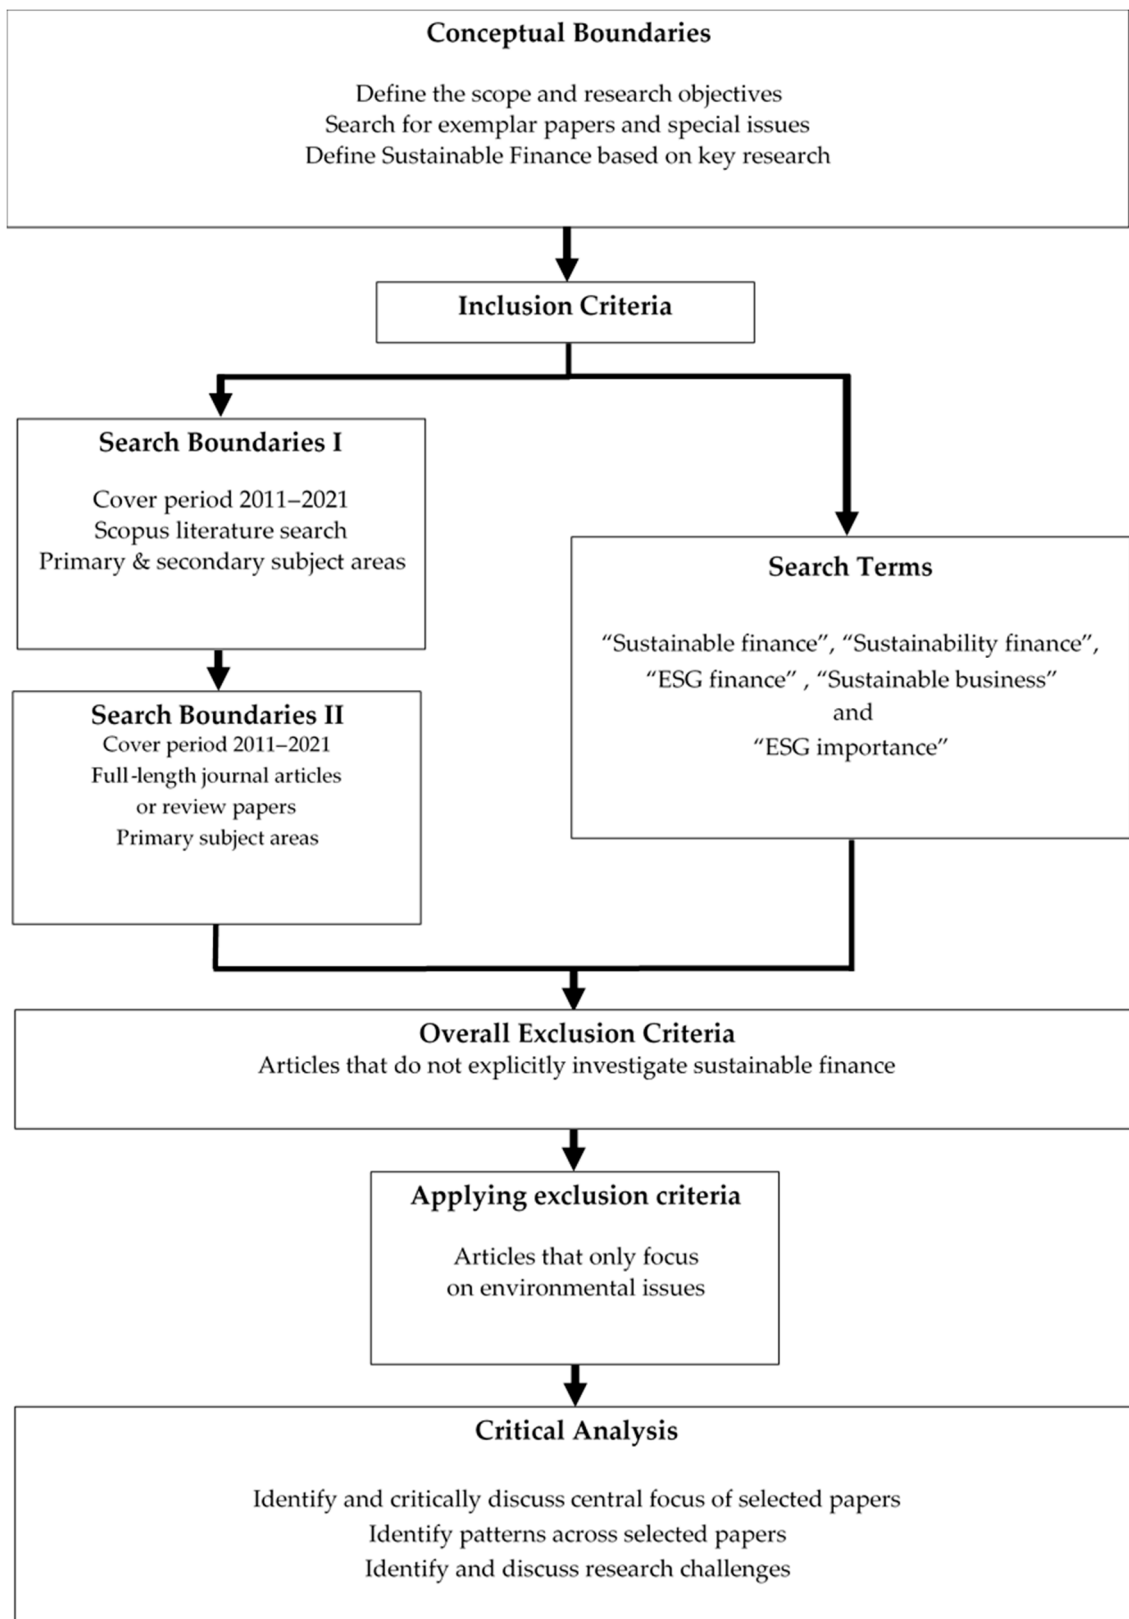 Conceptual Boundaries
Define the scope and research objectives
Search for exemplar papers and special issues
Define Sustainable Finance based on key research
Inclusion Criteria
Search Boundaries I
Cover period 2011–2021
Scopus literature search
Primary & secondary subject areas
Search Boundaries II
Cover period 2011–2021
Full-length journal articles
or review papers
Primary subject areas
Search Terms
“Sustainable finance”, “Sustainability finance”,
“ESG finance” , “Sustainable business”
and
“ESG importance”
Overall Exclusion Criteria
Articles that do not explicitly investigate sustainable finance
Applying exclusion criteria
Articles that only focus
on environmental issues
Critical Analysis
Identify and critically discuss central focus of selected papers
Identify patterns across selected papers
Identify and discuss research challenges